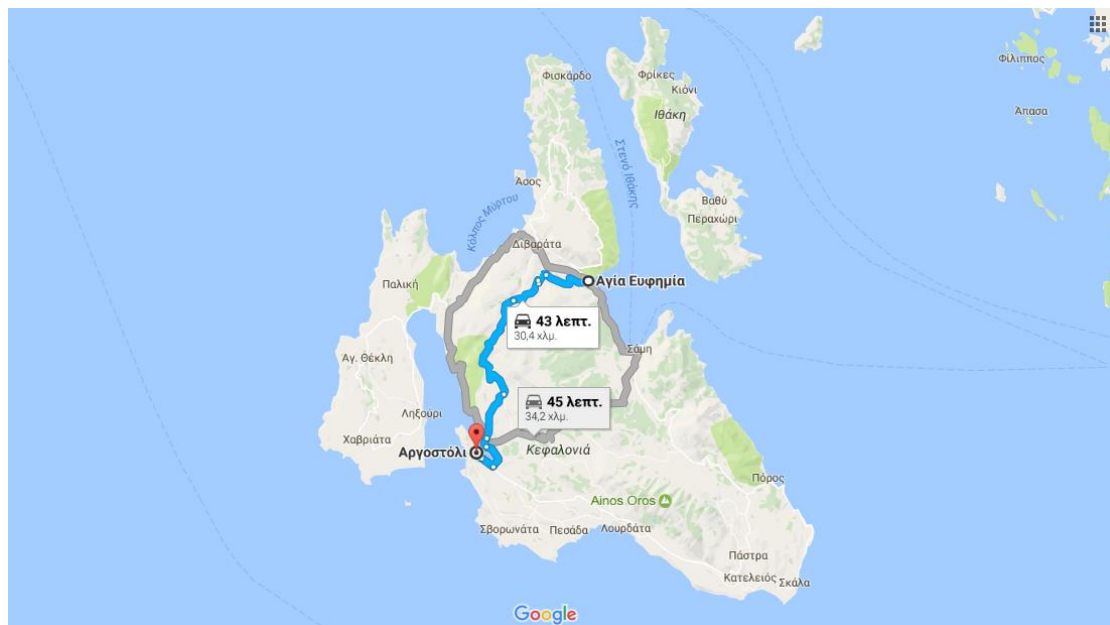 Φίλιππος
Φισκάρδο
Φρίκες
Κιόνι
Ιθάκη
Άπασα
Στενό Ιθάκης
Άσος
Βαθύ
Περαχώρι
Κόλπος Μύρτου
Διβαράτα
Παλική
Αγία Ευφημία
43 λεπτ.
30,4 χλμ.
Σάμη
Αγ. Θέκλη
45 λεπτ.
34,2 χλμ.
Ληξούρι
Χαβριάτα
Αργοστόλι
Κεφαλονιά
Πόρος
Ainos Oros
Σβορωνάτα
Πεσάδα
Λουρδάτα
Πάστρα
Κατελειός
Σκάλα
Google